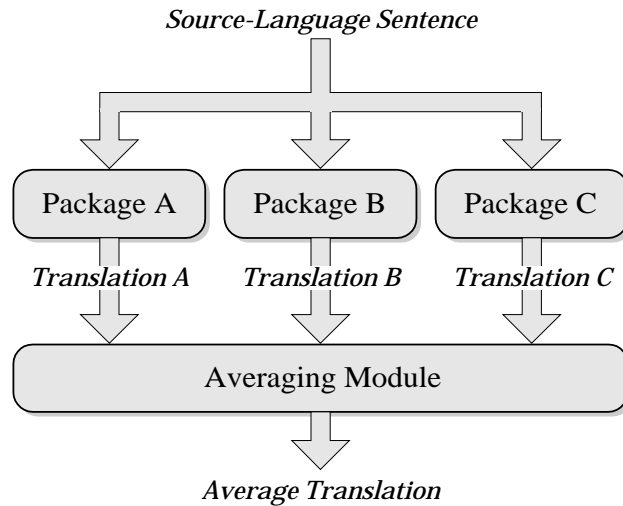 Source-Language Sentence
Package A
Package B
Package C
Translation A
Translation B
Translation C
Averaging Module
Average Translation